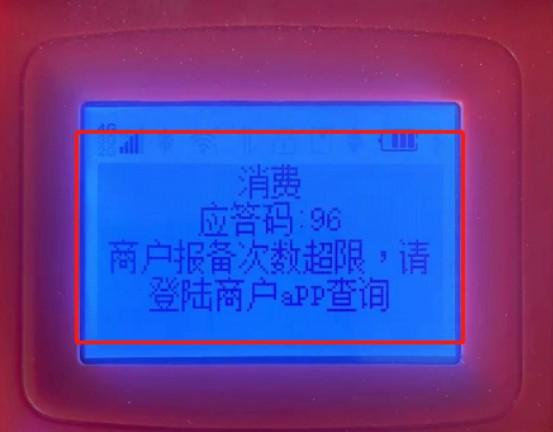 4G
消费
应答码:96
商户报备次数超限，请
登陆商户aPP查询